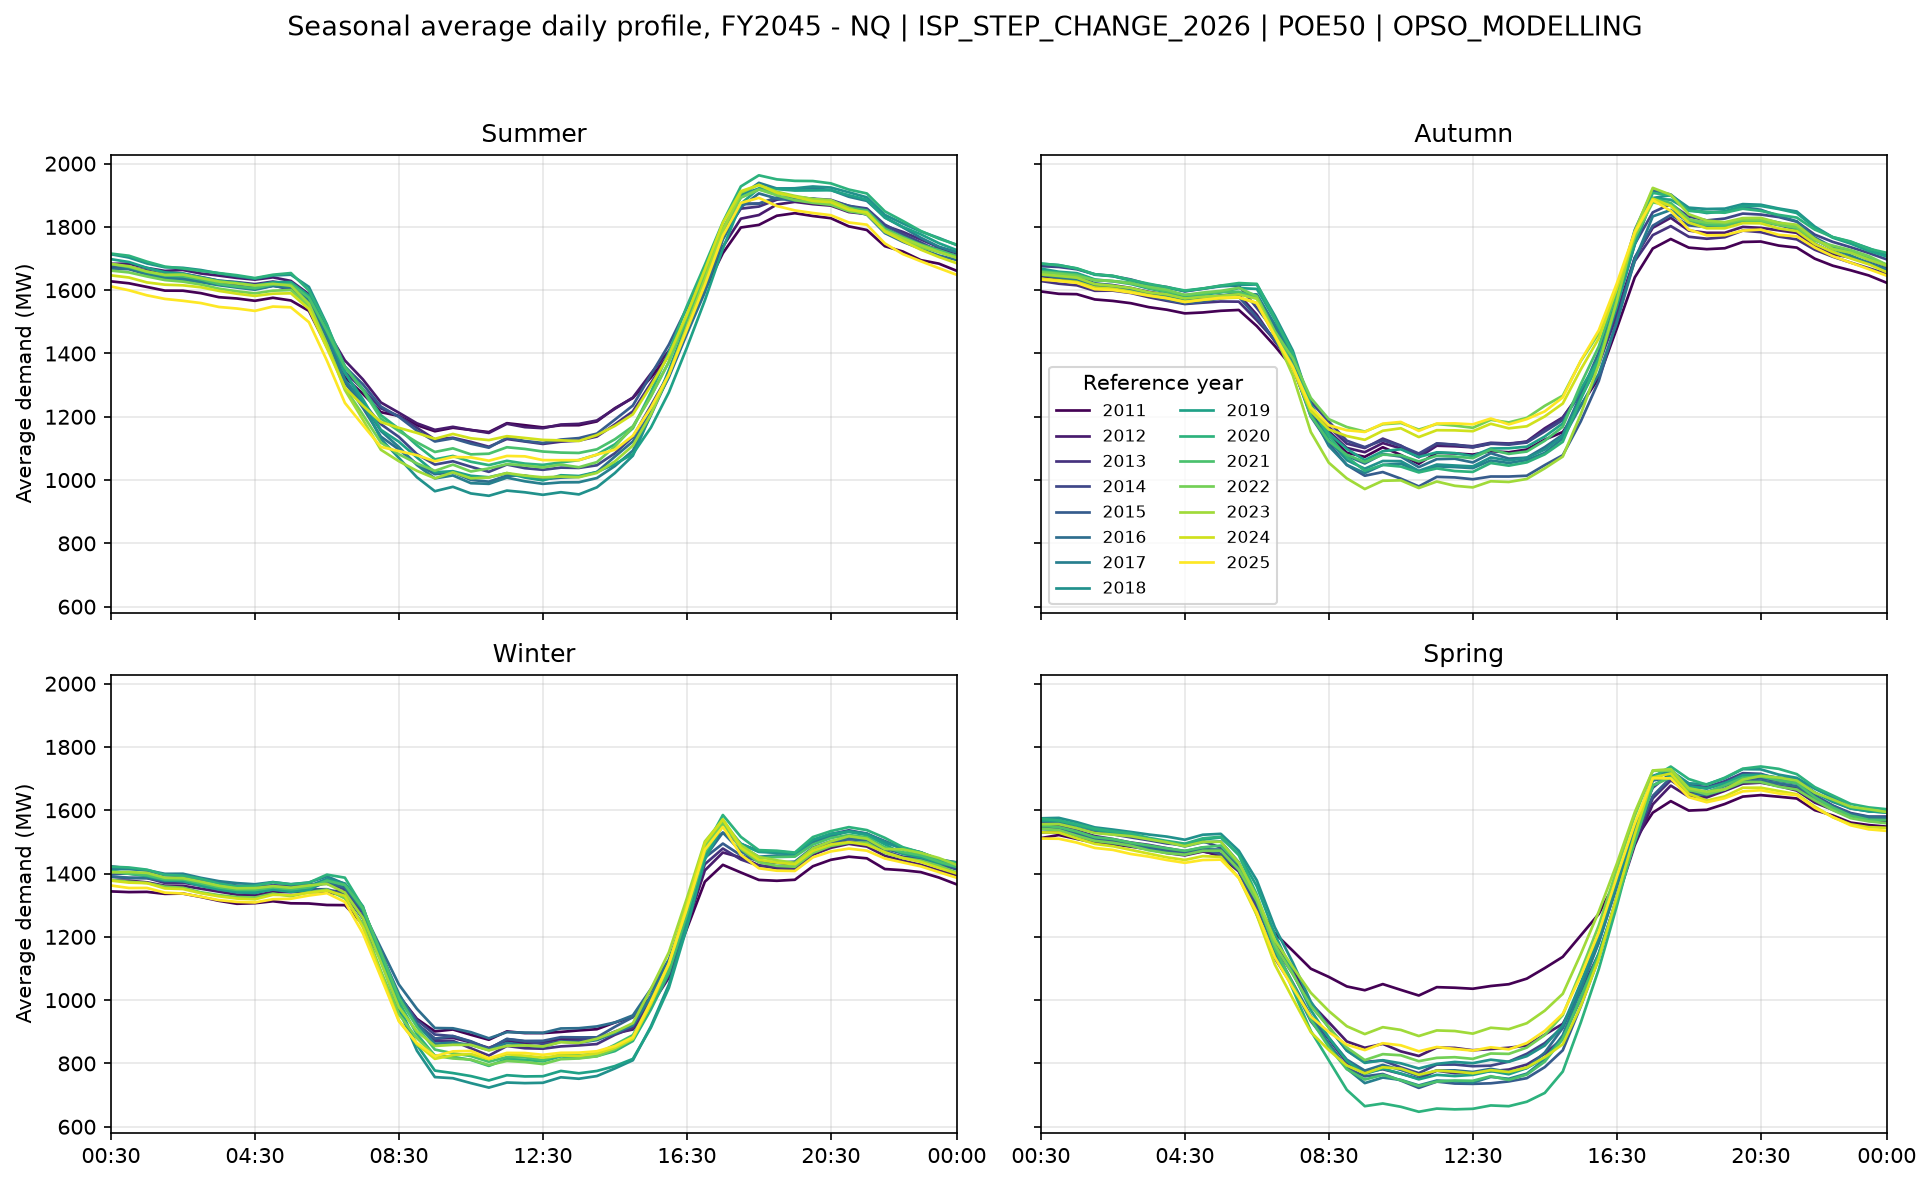 Seasonal average daily profile, FY2045 - NQ | ISP_STEP_CHANGE_2026 | POE50 | OPSO_MODELLING
Summer
Autumn
2000
1800
1600
1400
1200
1000
800
600
Average demand (MW)
Reference year
2011 2019
2012 2020
2013 2021
2014 2022
2015 2023
2016 2024
2017 2025
2018
Winter
Spring
2000
1800
1600
1400
1200
1000
800
600
Average demand (MW)
00:30 04:30 08:30 12:30 16:30 20:30 00:00
00:30 04:30 08:30 12:30 16:30 20:30 00:00